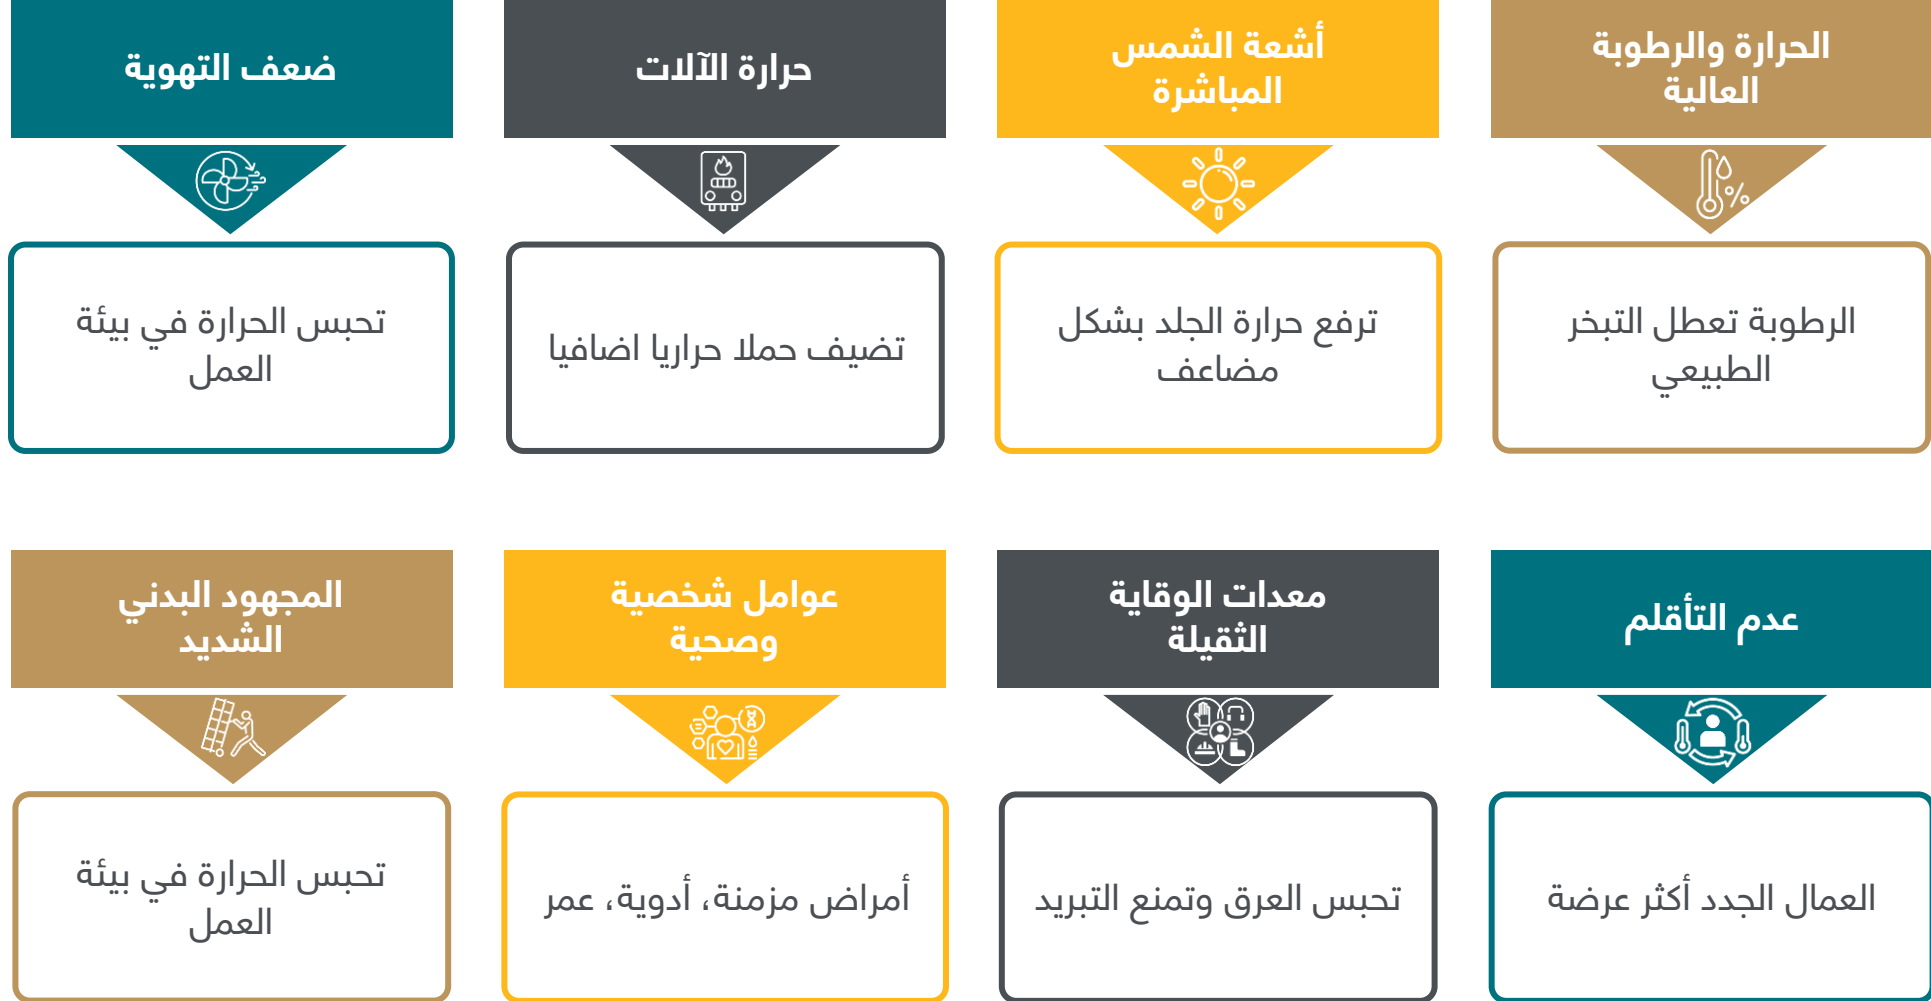 الحرارة والرطوبة
العالية
الرطوبة تعطل التبخر
الطبيعي
أشعة الشمس
المباشرة
ترفع حرارة الجلد بشكل
مضاعف
حرارة الآلات
تضيف حملا حراريا اضافيا
ضعف التهوية
تحبس الحرارة في بيئة
العمل
عدم التأقلم
العمال الجدد أكثر عرضة
معدات الوقاية
الثقيلة
تحبس العرق وتمنع التبريد
عوامل شخصية
وصحية
أمراض مزمنة، أدوية، عمر
المجهود البدني
الشديد
تحبس الحرارة في بيئة
العمل